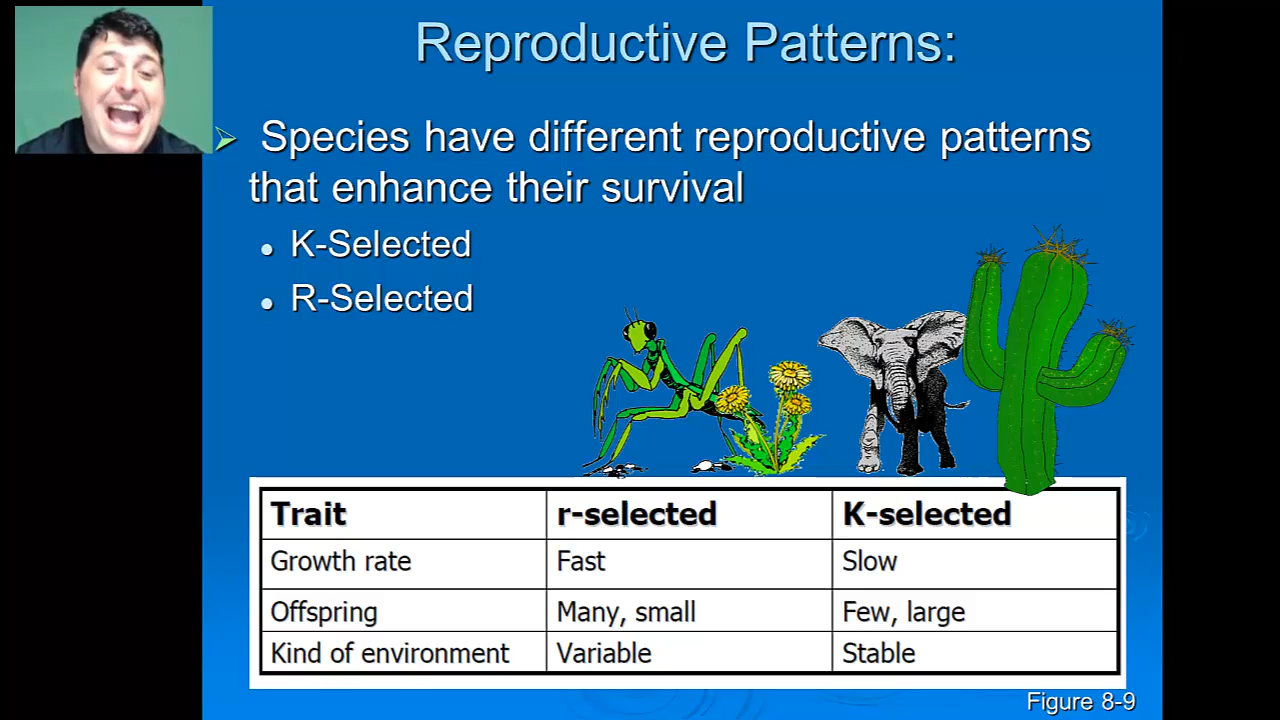 Reproductive Patterns:
Species have different reproductive patterns
that enhance their survival
K-Selected
R-Selected
Trait r-selected K-selected
Growth rate Fast Slow
Offspring Many, small Few, large
Kind of environment Variable Stable
Figure 8-9